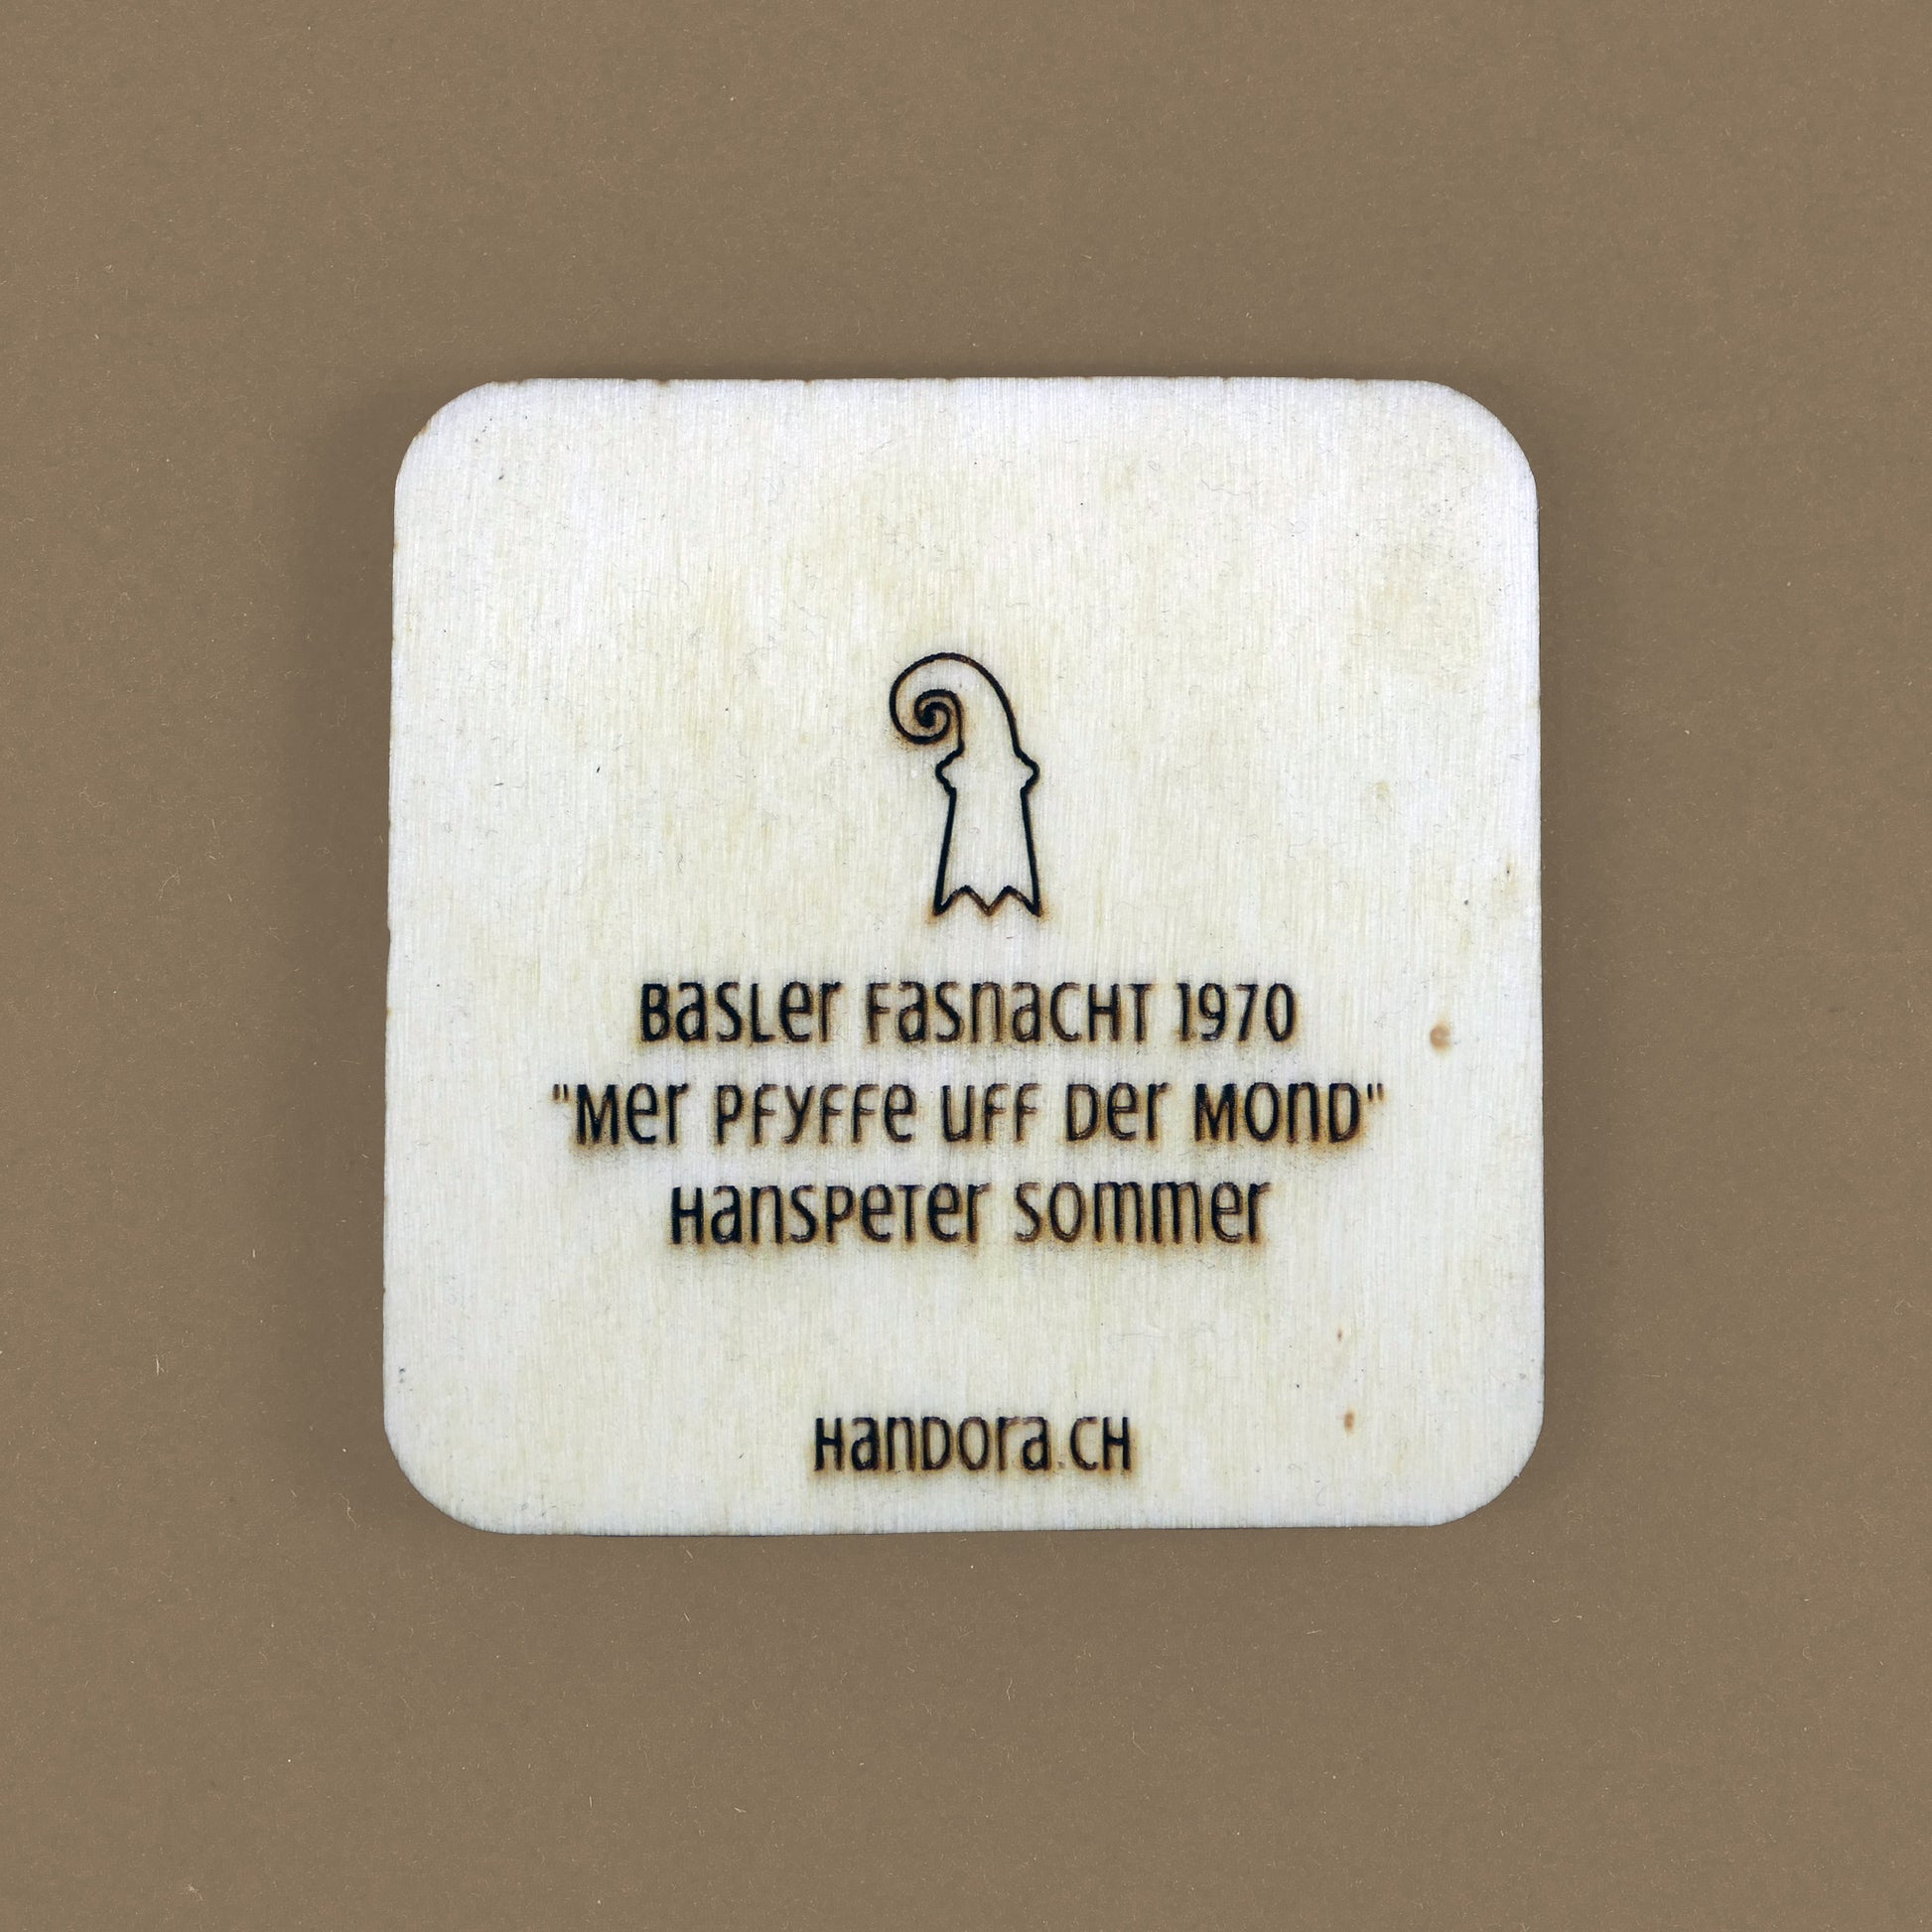 Basler Fasnacht 1970
"Mer pfyffe uff der Mond"
Hanspeter Sommer
Handora.ch